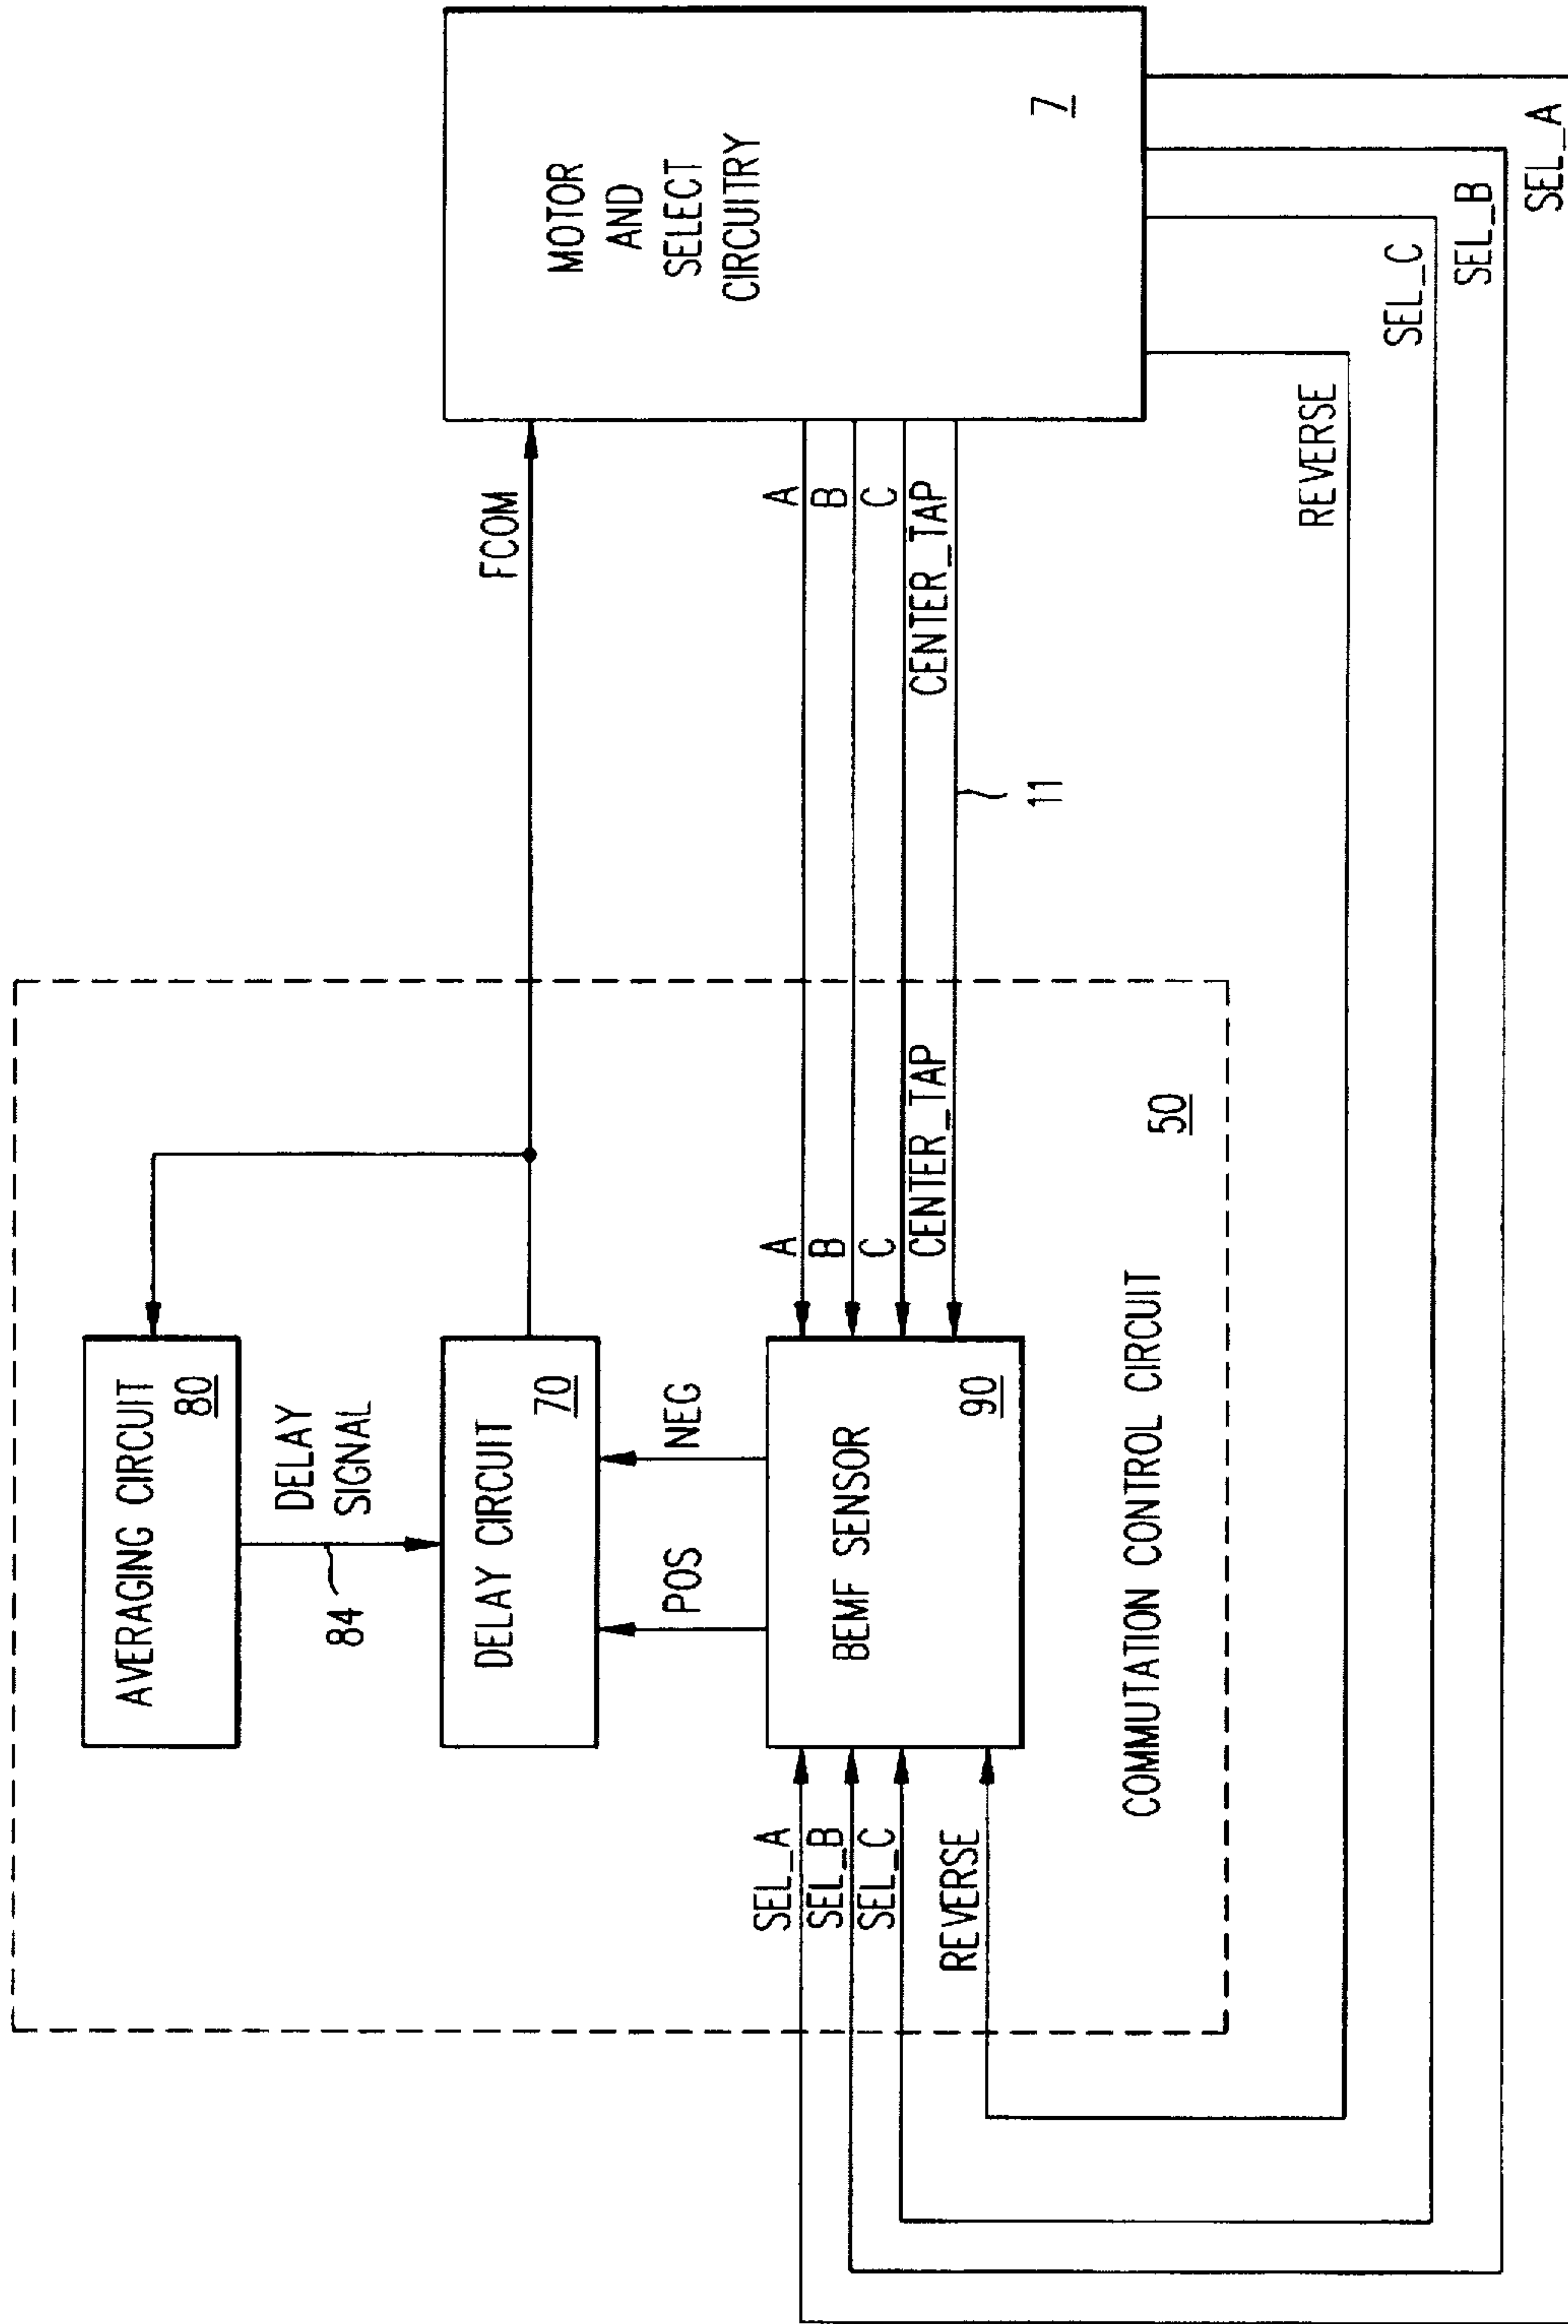 AVERAGING CIRCUIT
80
DELAY
SIGNAL
84
DELAY CIRCUIT
70
FCOM
POS
NEG
BEMF SENSOR
90
SEL_A
SEL_B
SEL_C
REVERSE
A
B
C
CENTER_TAP
A
B
C
CENTER_TAP
11
MOTOR
AND
SELECT
CIRCUITRY
7
COMMUTATION CONTROL CIRCUIT
50
REVERSE
SEL_C
SEL_B
SEL_A